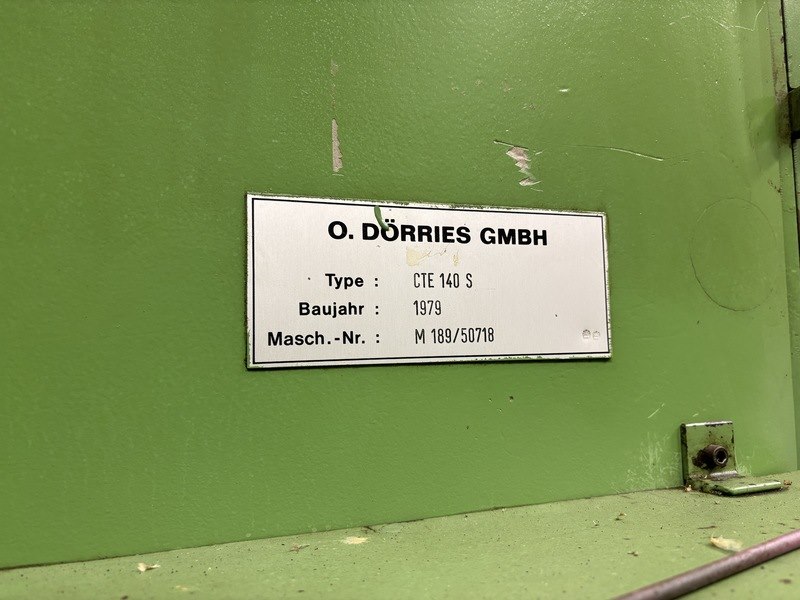 O. DÖRRIES GMBH
Type : CTE 140 S
Baujahr : 1979
Masch.-Nr. : M 189/50718